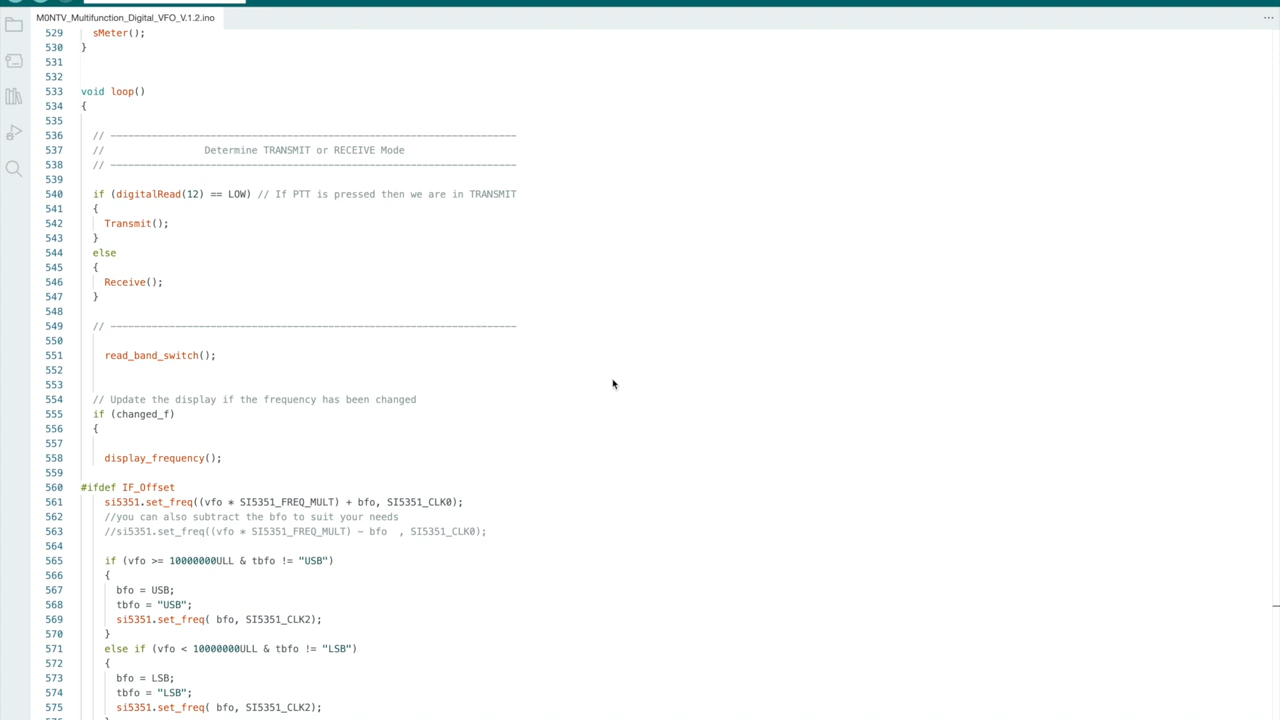 M0NTV_Multifunction_Digital_VFO_V.1.2.ino
...
529 sMeter();
530 }
531
532
533 void loop()
534 {
535
536 // ----------------------------------------------------------------------
537 // Determine TRANSMIT or RECEIVE Mode
538 // ----------------------------------------------------------------------
539
540 if (digitalRead(12) == LOW) // If PTT is pressed then we are in TRANSMIT
541 {
542 Transmit();
543 }
544 else
545 {
546 Receive();
547 }
548
549 // ----------------------------------------------------------------------
550
551 read_band_switch();
552
553
554 // Update the display if the frequency has been changed
555 if (changed_f)
556 {
557
558 display_frequency();
559
560 #ifdef IF_Offset
561 si5351.set_freq((vfo * SI5351_FREQ_MULT) + bfo, SI5351_CLK0);
562 //you can also subtract the bfo to suit your needs
563 //si5351.set_freq((vfo * SI5351_FREQ_MULT) - bfo  , SI5351_CLK0);
564
565 if (vfo >= 10000000ULL & tbfo != "USB")
566 {
567 bfo = USB;
568 tbfo = "USB";
569 si5351.set_freq( bfo, SI5351_CLK2);
570 }
571 else if (vfo < 10000000ULL & tbfo != "LSB")
572 {
573 bfo = LSB;
574 tbfo = "LSB";
575 si5351.set_freq( bfo, SI5351_CLK2);